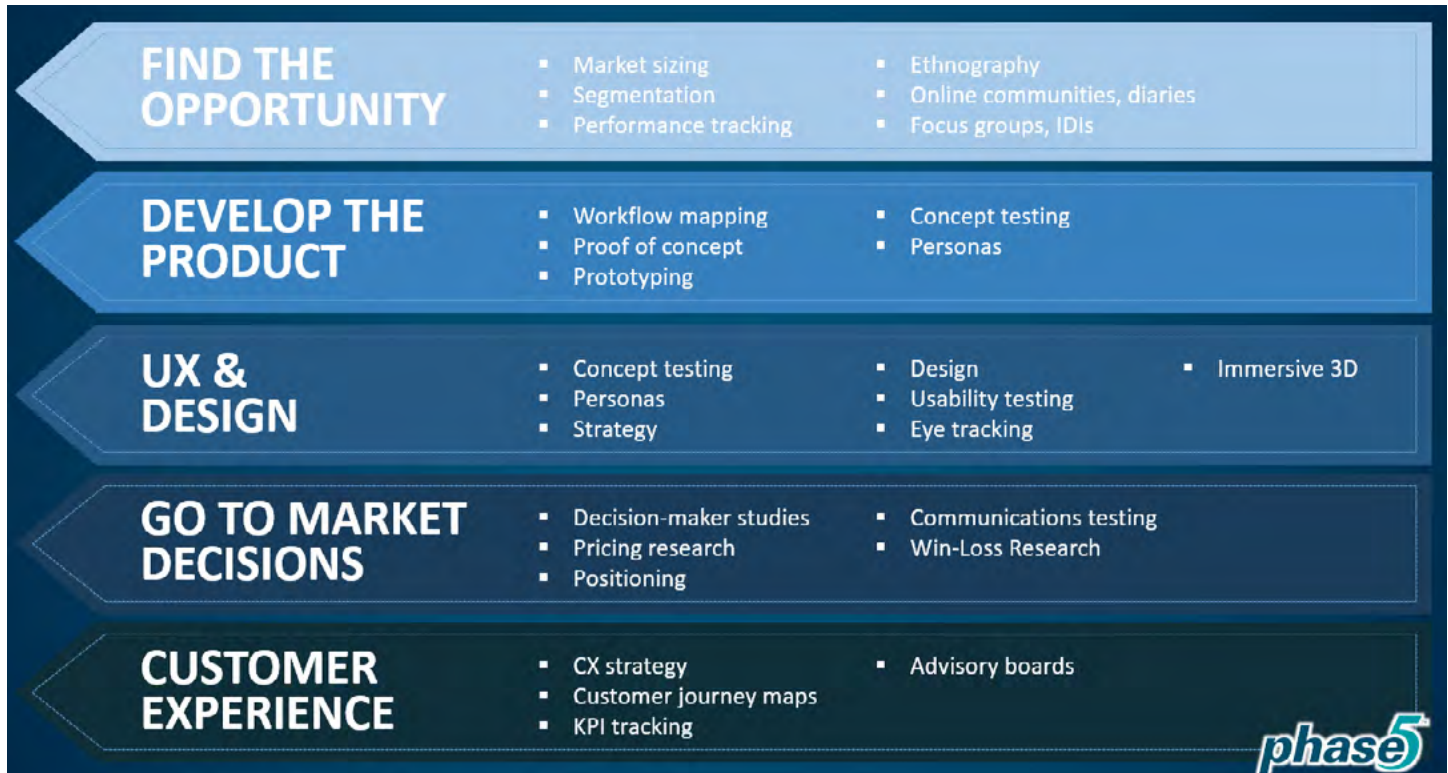 FIND THE
OPPORTUNITY
▪ Market sizing
▪ Segmentation
▪ Performance tracking
▪ Ethnography
▪ Online communities, diaries
▪ Focus groups, IDIs
DEVELOP THE
PRODUCT
▪ Workflow mapping
▪ Proof of concept
▪ Prototyping
▪ Concept testing
▪ Personas
UX &
DESIGN
▪ Concept testing
▪ Personas
▪ Strategy
▪ Design
▪ Usability testing
▪ Eye tracking
▪ Immersive 3D
GO TO MARKET
DECISIONS
▪ Decision-maker studies
▪ Pricing research
▪ Positioning
▪ Communications testing
▪ Win-Loss Research
CUSTOMER
EXPERIENCE
▪ CX strategy
▪ Customer journey maps
▪ KPI tracking
▪ Advisory boards
phase5